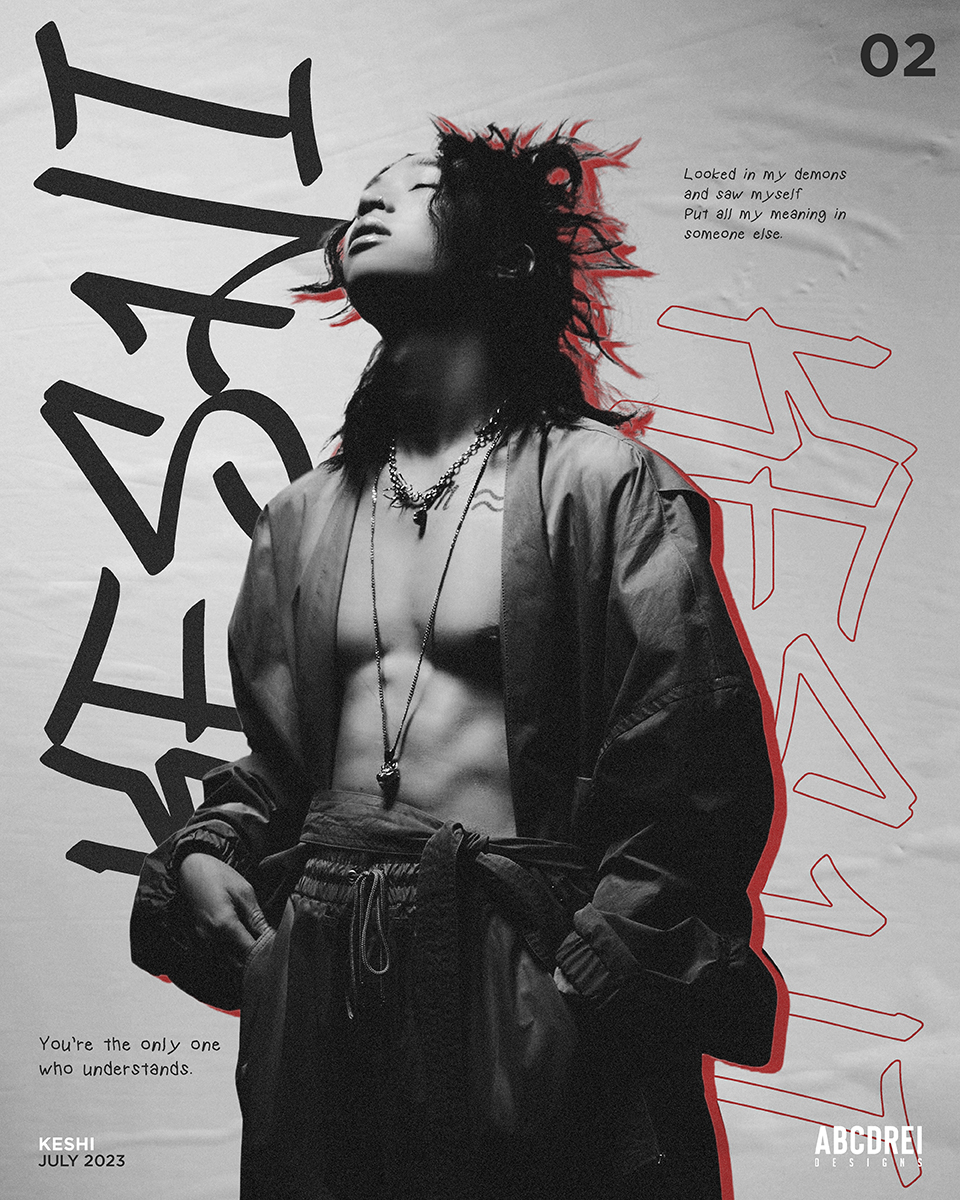 02
KESHI
Looked in my demons
and saw myself
Put all my meaning in
someone else.
KESHI
You're the only one
who understands.
KESHI
JULY 2023
ABCDREI
DESIGNS